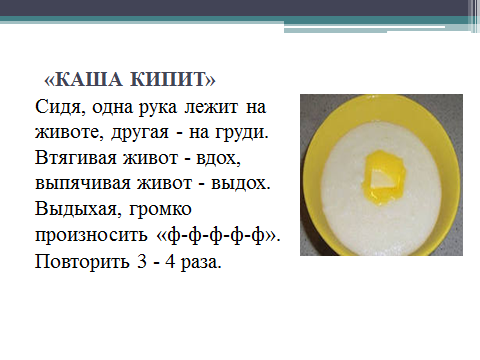 «КАША КИПИТ»
Сидя, одна рука лежит на
животе, другая - на груди.
Втягивая живот - вдох,
выпячивая живот - выдох.
Выдыхая, громко
произносить «ф-ф-ф-ф-ф».
Повторить 3 - 4 раза.